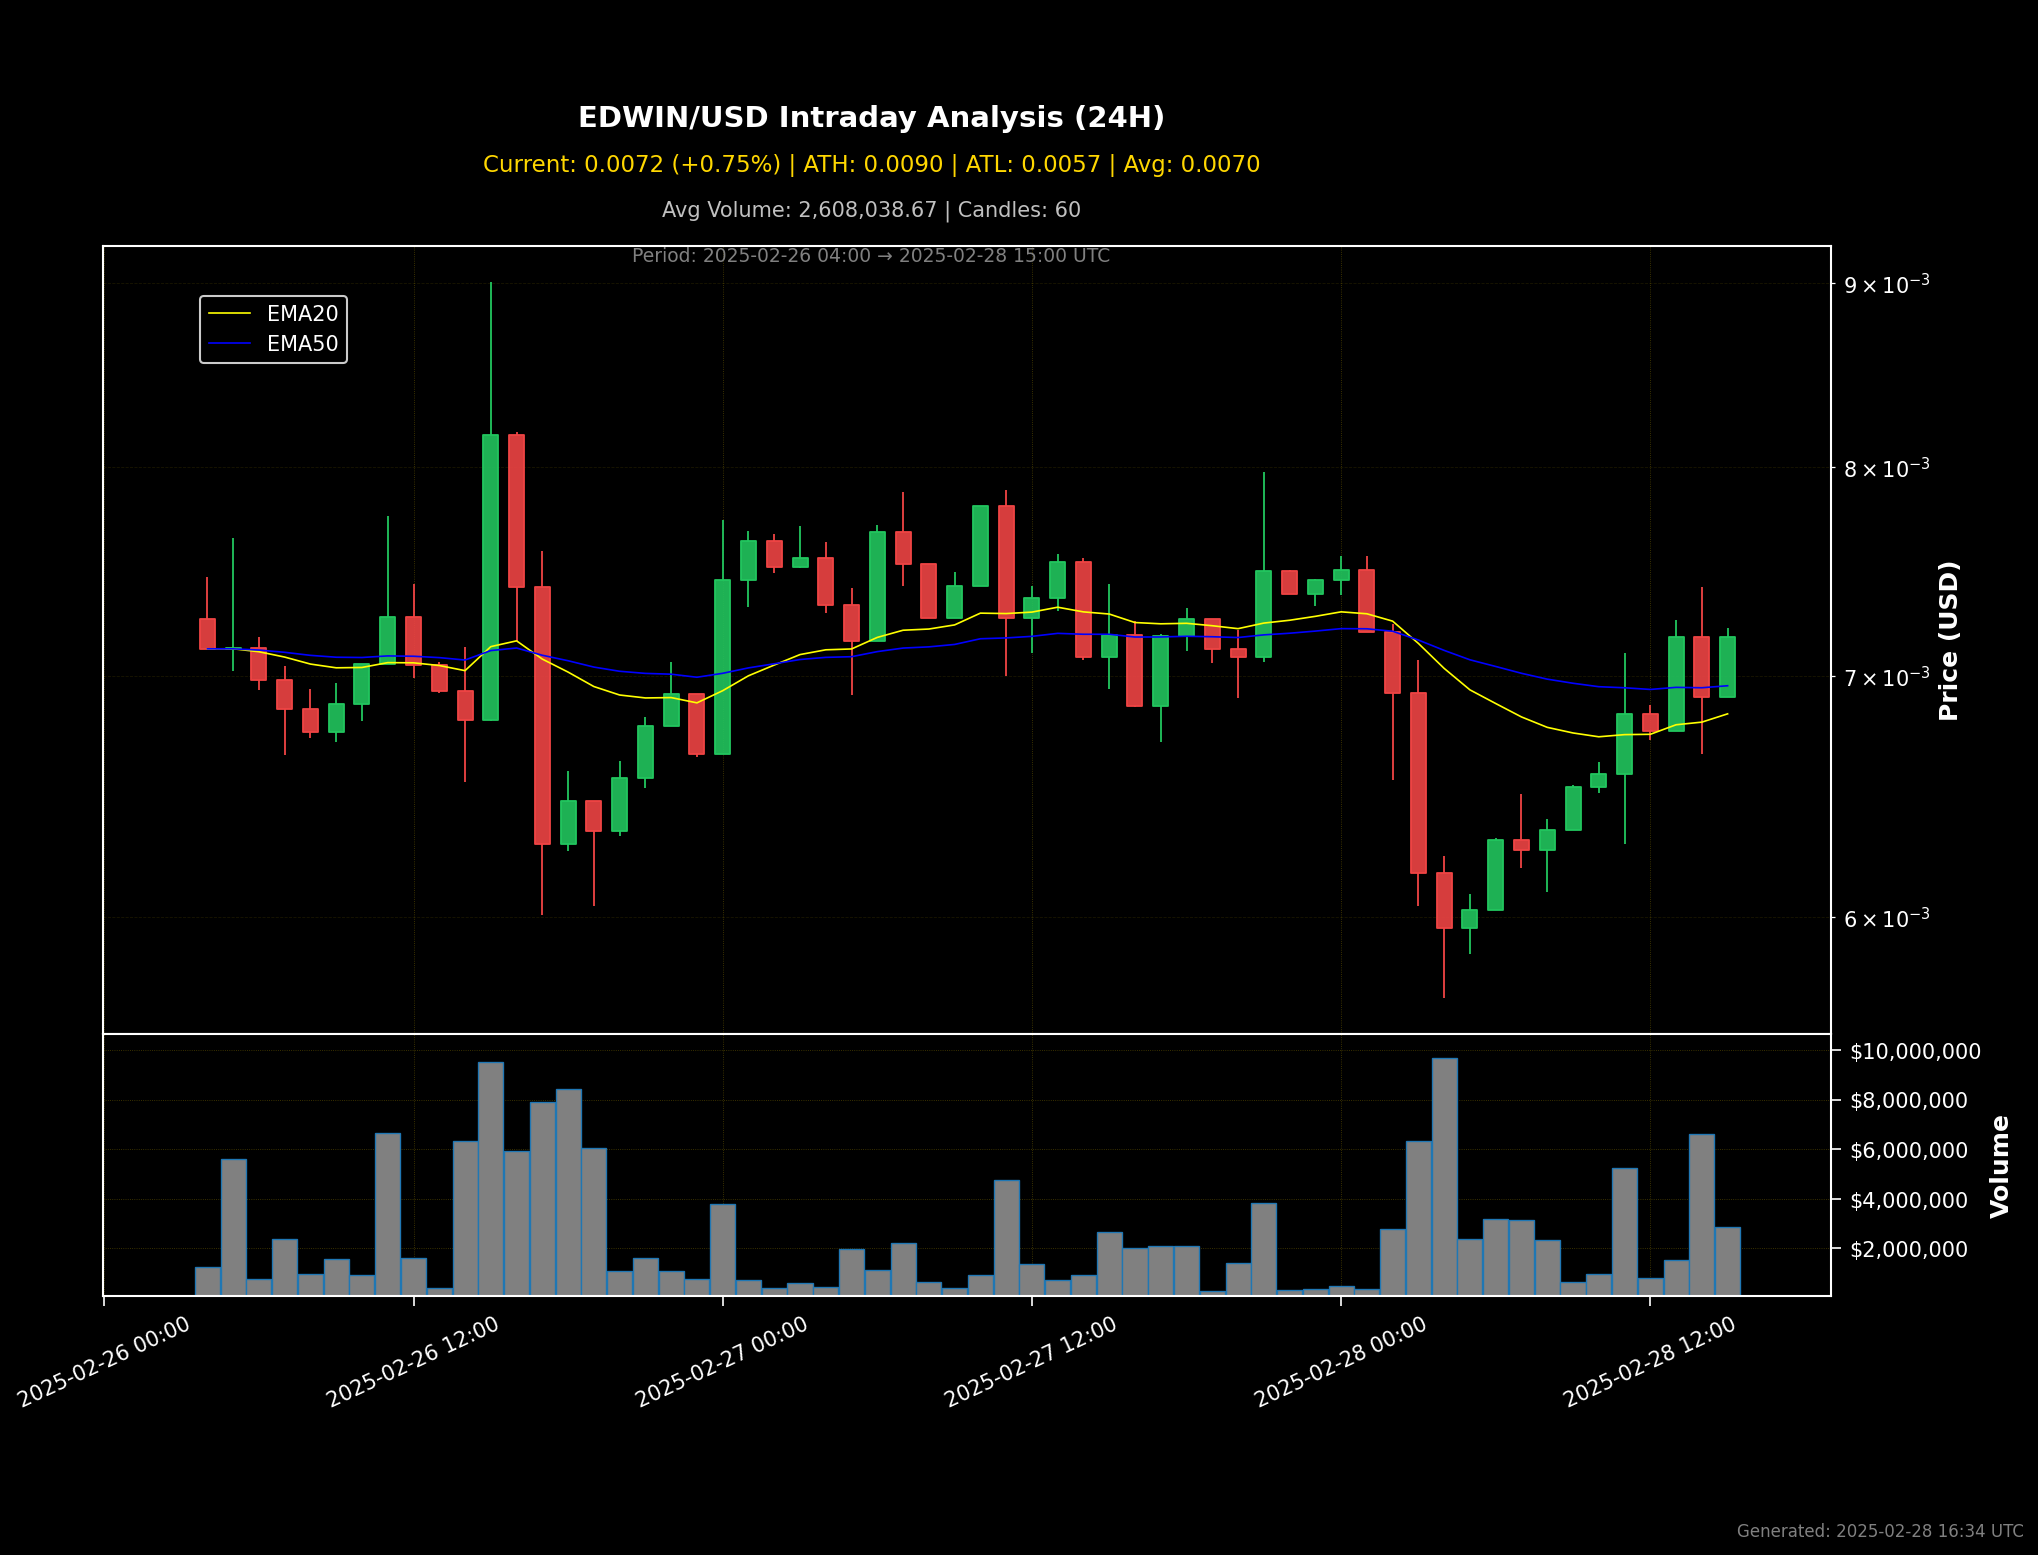 EDWIN/USD Intraday Analysis (24H)
Current: 0.0072 (+0.75%) | ATH: 0.0090 | ATL: 0.0057 | Avg: 0.0070
Avg Volume: 2,608,038.67 | Candles: 60
Period: 2025-02-26 04:00 → 2025-02-28 15:00 UTC
EMA20
EMA50
9 × 10⁻³
8 × 10⁻³
7 × 10⁻³
6 × 10⁻³
Price (USD)
$10,000,000
$8,000,000
$6,000,000
$4,000,000
$2,000,000
Volume
2025-02-26 00:00
2025-02-26 12:00
2025-02-27 00:00
2025-02-27 12:00
2025-02-28 00:00
2025-02-28 12:00
Generated: 2025-02-28 16:34 UTC